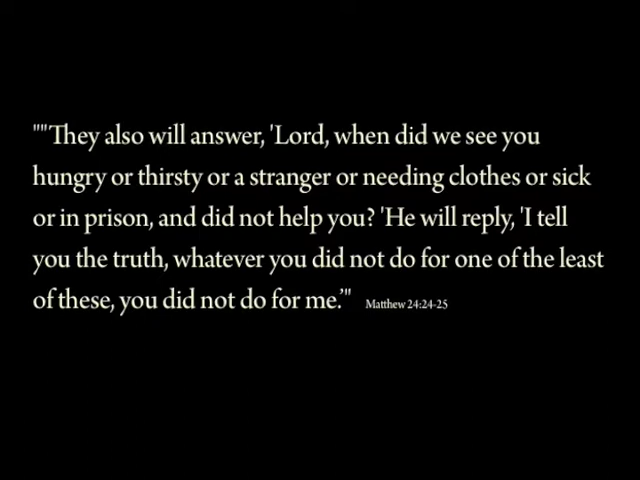 ""They also will answer, 'Lord, when did we see you
hungry or thirsty or a stranger or needing clothes or sick
or in prison, and did not help you? 'He will reply, 'I tell
you the truth, whatever you did not do for one of the least
of these, you did not do for me.'" Matthew 24:24-25